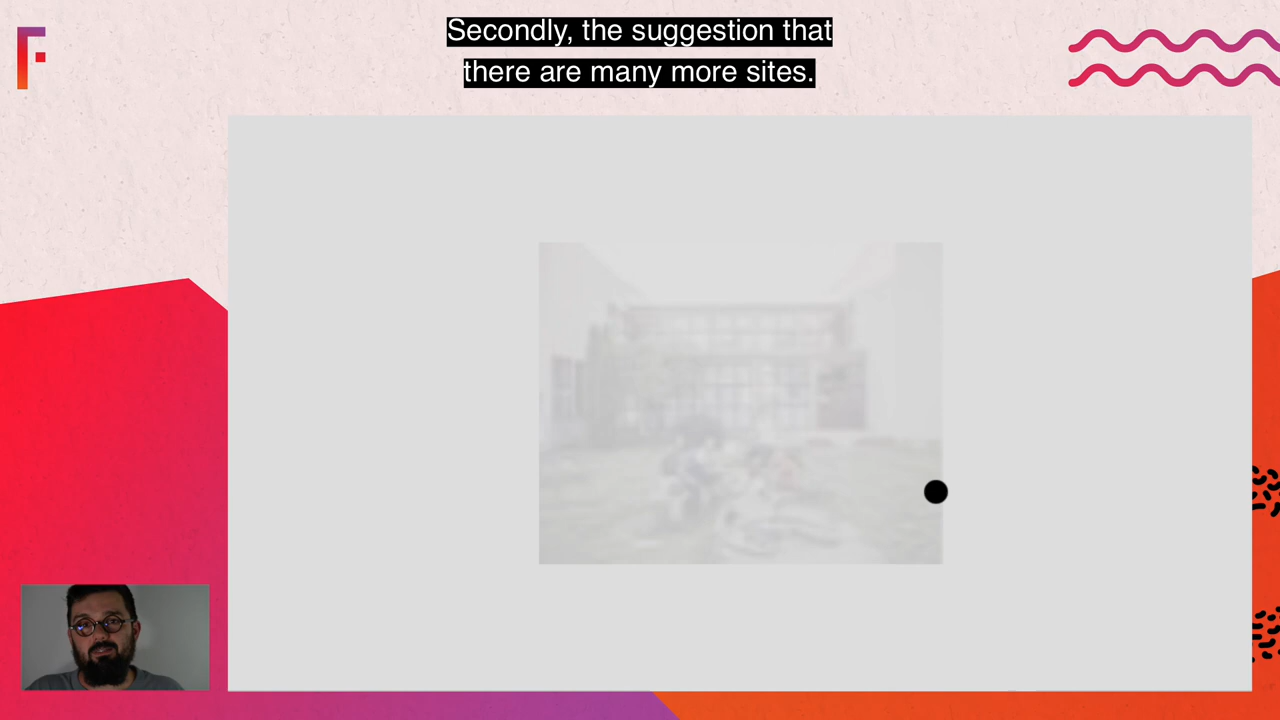 Secondly, the suggestion that
there are many more sites.